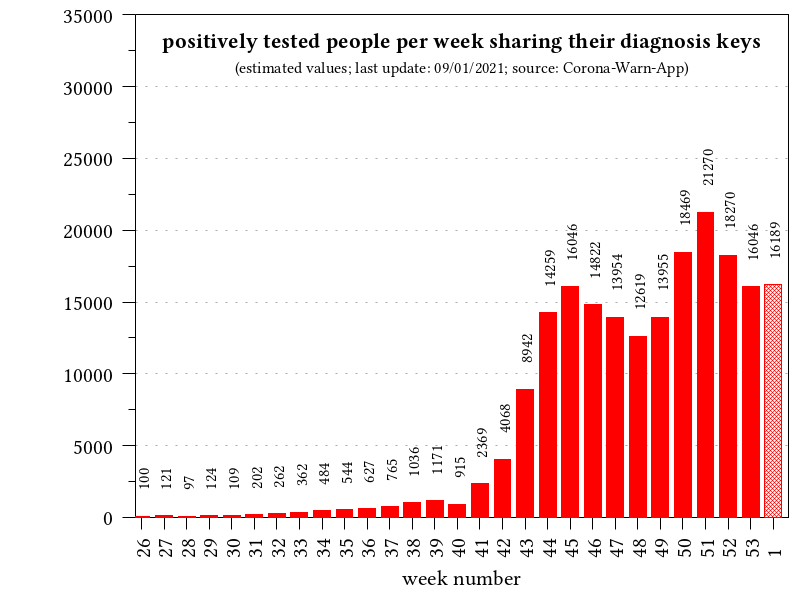 positively tested people per week sharing their diagnosis keys
(estimated values; last update: 09/01/2021; source: Corona-Warn-App)
35000
30000
25000
20000
15000
10000
5000
0
100 121 97 124 109 202 262 362 484 544 627 765 1036 1171 915 2369 4068 8942 14259 16046 14822 13954 12619 13955 18469 21270 18270 16046 16189
26 27 28 29 30 31 32 33 34 35 36 37 38 39 40 41 42 43 44 45 46 47 48 49 50 51 52 53 1
week number